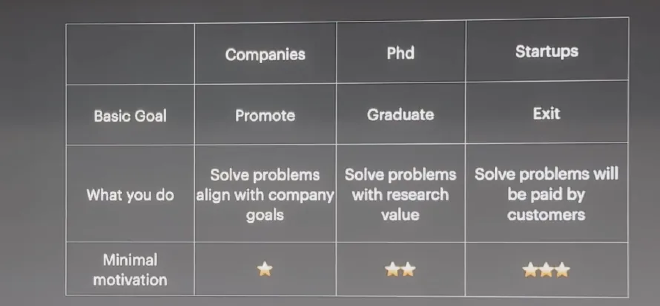 Companies Phd Startups
Basic Goal Promote Graduate Exit
Solve problems Solve problems Solve problems will
What you do align with company with research be paid by
goals value customers
Minimal
motivation ⭐ ⭐⭐ ⭐⭐⭐